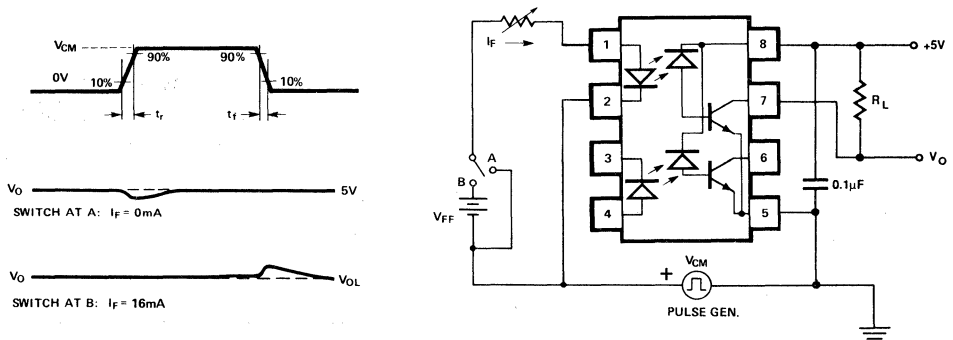 VCM
90%
90%
0V
10%
10%
tr
tf
VO
5V
SWITCH AT A: IF = 0mA
VO
VOL
SWITCH AT B: IF = 16mA
IF
1
8
+5V
2
7
RL
A
3
6
VO
B
0.1µF
VFF
4
5
+
VCM
PULSE GEN.